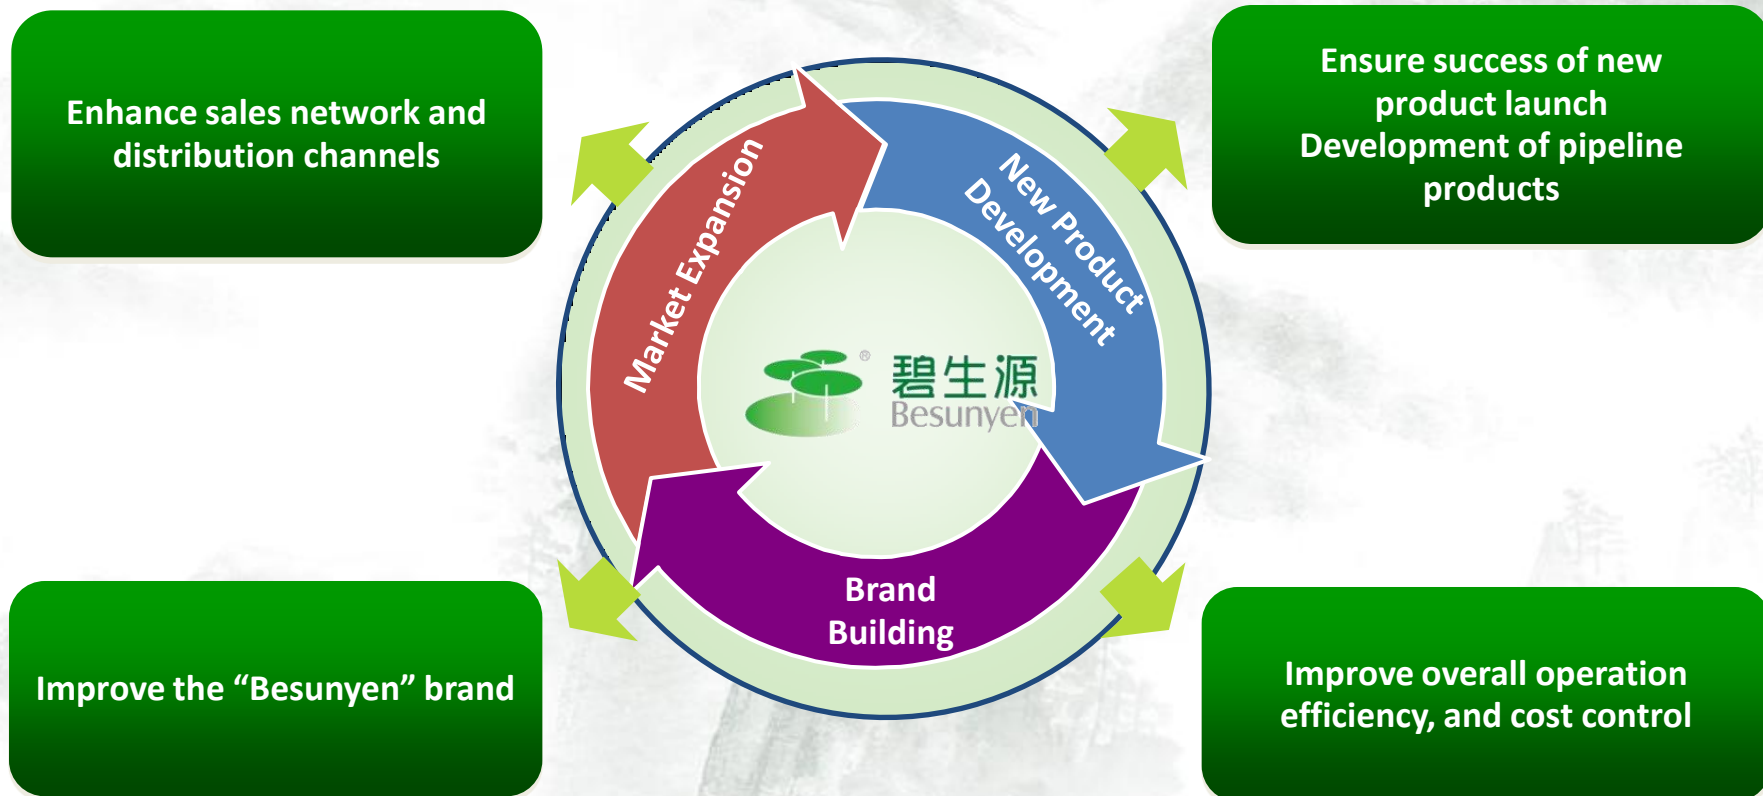 Enhance sales network and
distribution channels
Ensure success of new
product launch
Development of pipeline
products
Market Expansion
New Product
Development
®
碧生源
Besunyen
Brand
Building
Improve the “Besunyen” brand
Improve overall operation
efficiency, and cost control